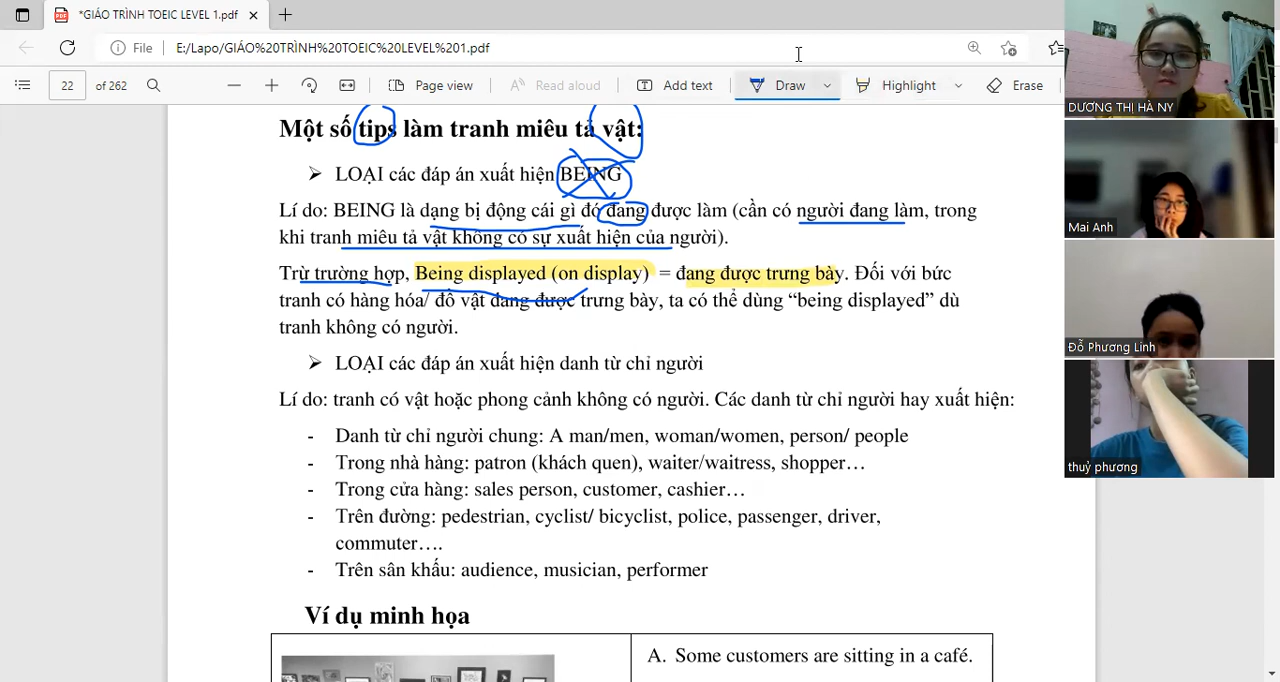 *GIÁO TRÌNH TOEIC LEVEL 1.pdf
File E:/Lapo/GIÁO%20TRÌNH%20TOEIC%20LEVEL%201.pdf
22 of 262 Page view Read aloud Add text Draw Highlight Erase
Một số tips làm tranh miêu tả vật:
➢ LOẠI các đáp án xuất hiện BEING
Lí do: BEING là dạng bị động cái gì đó đang được làm (cần có người đang làm, trong
khi tranh miêu tả vật không có sự xuất hiện của người).
Trừ trường hợp, Being displayed (on display) = đang được trưng bày. Đối với bức
tranh có hàng hóa/ đồ vật đang được trưng bày, ta có thể dùng “being displayed” dù
tranh không có người.
➢ LOẠI các đáp án xuất hiện danh từ chỉ người
Lí do: tranh có vật hoặc phong cảnh không có người. Các danh từ chỉ người hay xuất hiện:
- Danh từ chỉ người chung: A man/men, woman/women, person/ people
- Trong nhà hàng: patron (khách quen), waiter/waitress, shopper…
- Trong cửa hàng: sales person, customer, cashier…
- Trên đường: pedestrian, cyclist/ bicyclist, police, passenger, driver,
commuter….
- Trên sân khấu: audience, musician, performer
Ví dụ minh họa
A. Some customers are sitting in a café.
DƯƠNG THỊ HÀ NY
Mai Anh
Đỗ Phương Linh
thuỷ phương